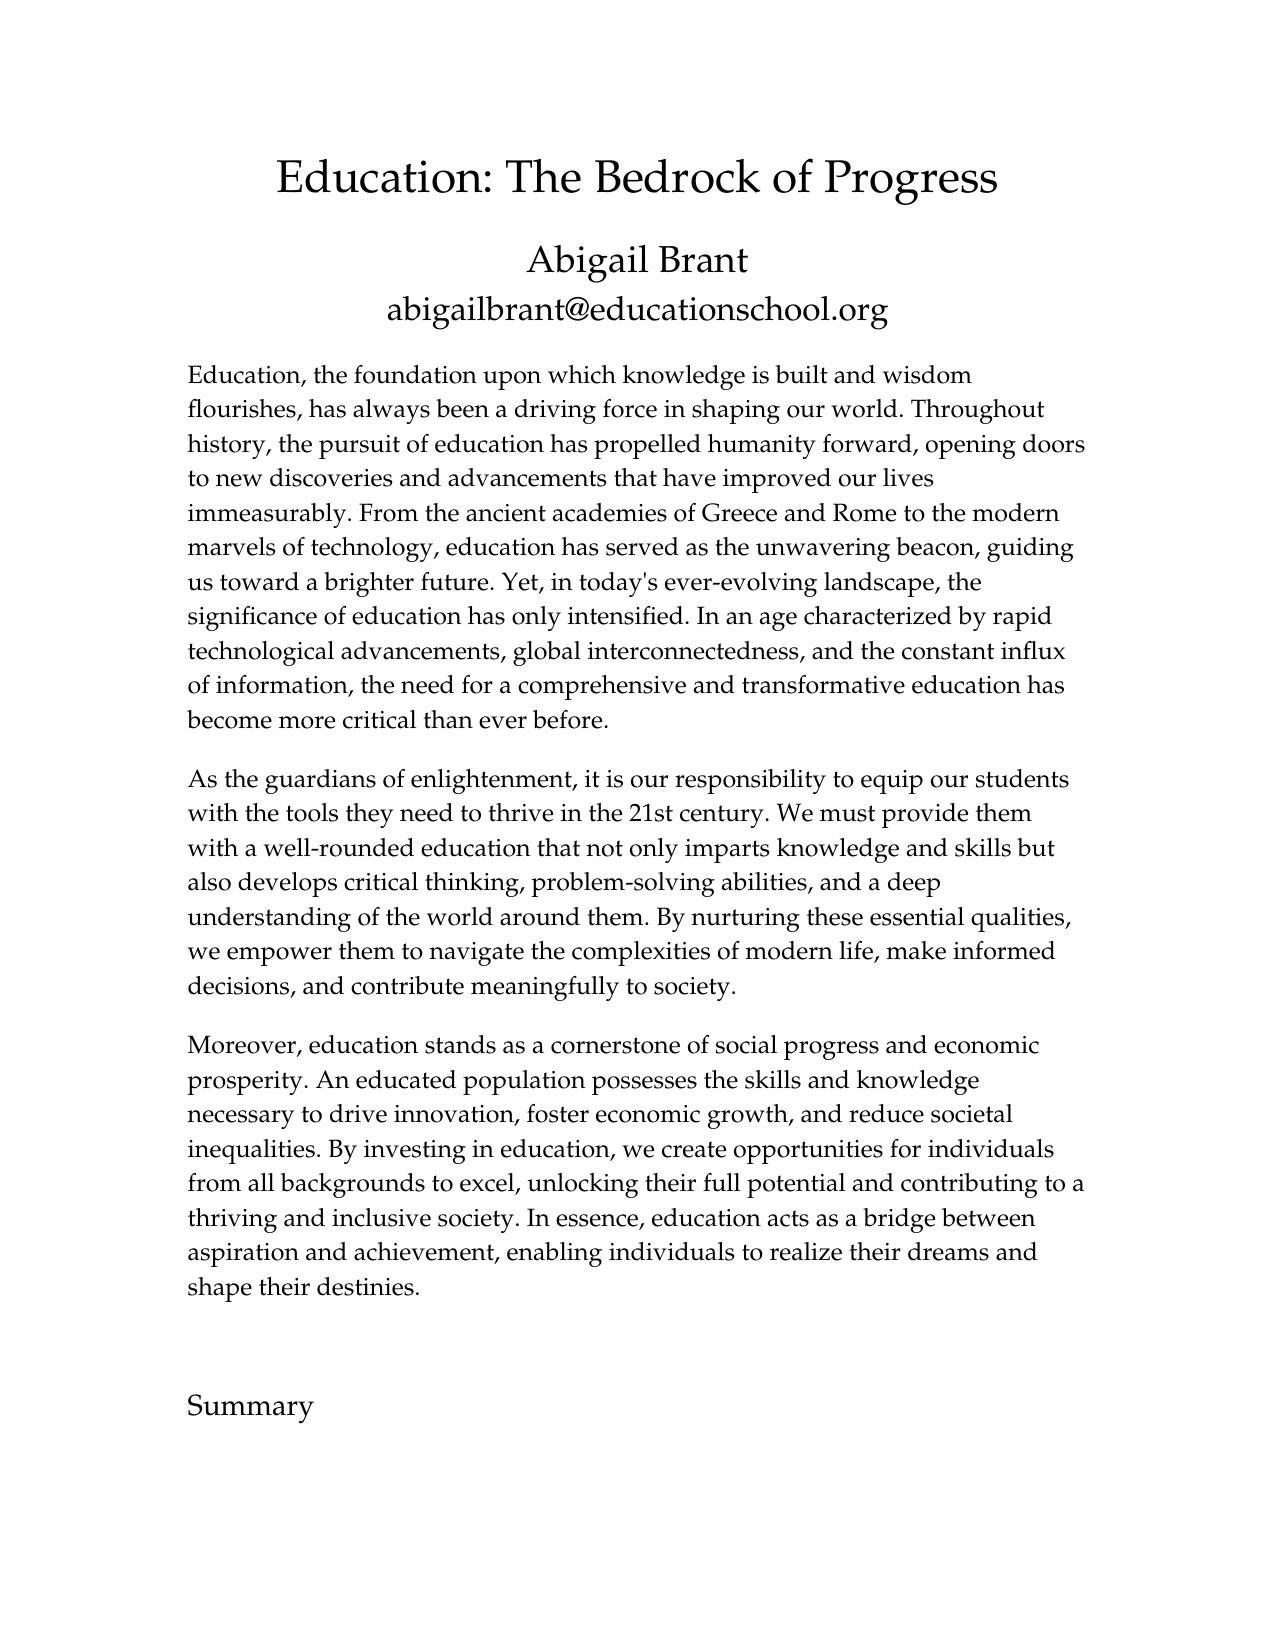 Education: The Bedrock of Progress
Abigail Brant
abigailbrant@educationschool.org
Education, the foundation upon which knowledge is built and wisdom
flourishes, has always been a driving force in shaping our world. Throughout
history, the pursuit of education has propelled humanity forward, opening doors
to new discoveries and advancements that have improved our lives
immeasurably. From the ancient academies of Greece and Rome to the modern
marvels of technology, education has served as the unwavering beacon, guiding
us toward a brighter future. Yet, in today's ever-evolving landscape, the
significance of education has only intensified. In an age characterized by rapid
technological advancements, global interconnectedness, and the constant influx
of information, the need for a comprehensive and transformative education has
become more critical than ever before.
As the guardians of enlightenment, it is our responsibility to equip our students
with the tools they need to thrive in the 21st century. We must provide them
with a well-rounded education that not only imparts knowledge and skills but
also develops critical thinking, problem-solving abilities, and a deep
understanding of the world around them. By nurturing these essential qualities,
we empower them to navigate the complexities of modern life, make informed
decisions, and contribute meaningfully to society.
Moreover, education stands as a cornerstone of social progress and economic
prosperity. An educated population possesses the skills and knowledge
necessary to drive innovation, foster economic growth, and reduce societal
inequalities. By investing in education, we create opportunities for individuals
from all backgrounds to excel, unlocking their full potential and contributing to a
thriving and inclusive society. In essence, education acts as a bridge between
aspiration and achievement, enabling individuals to realize their dreams and
shape their destinies.
Summary